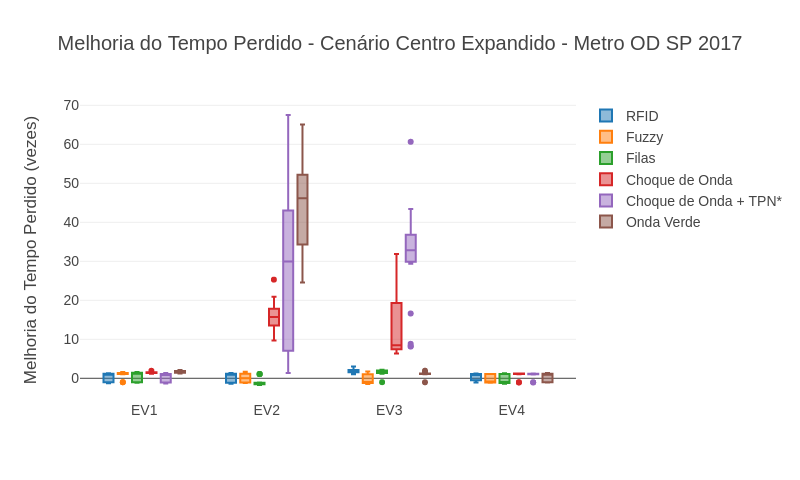 Melhoria do Tempo Perdido - Cenário Centro Expandido - Metro OD SP 2017
Melhoria do Tempo Perdido (vezes)
70
60
50
40
30
20
10
0
EV1
EV2
EV3
EV4
RFID
Fuzzy
Filas
Choque de Onda
Choque de Onda + TPN*
Onda Verde